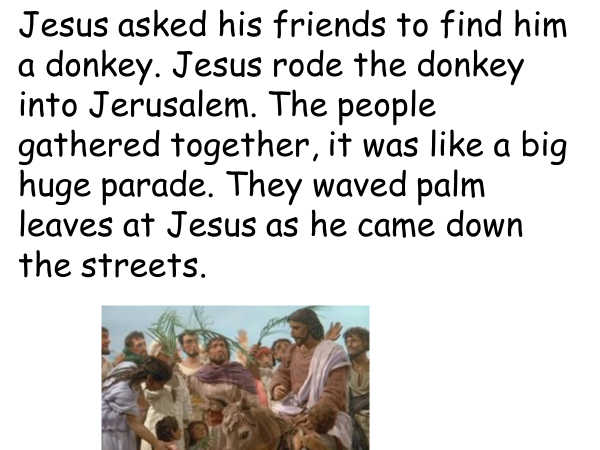 Jesus asked his friends to find him
a donkey. Jesus rode the donkey
into Jerusalem. The people
gathered together, it was like a big
huge parade. They waved palm
leaves at Jesus as he came down
the streets.